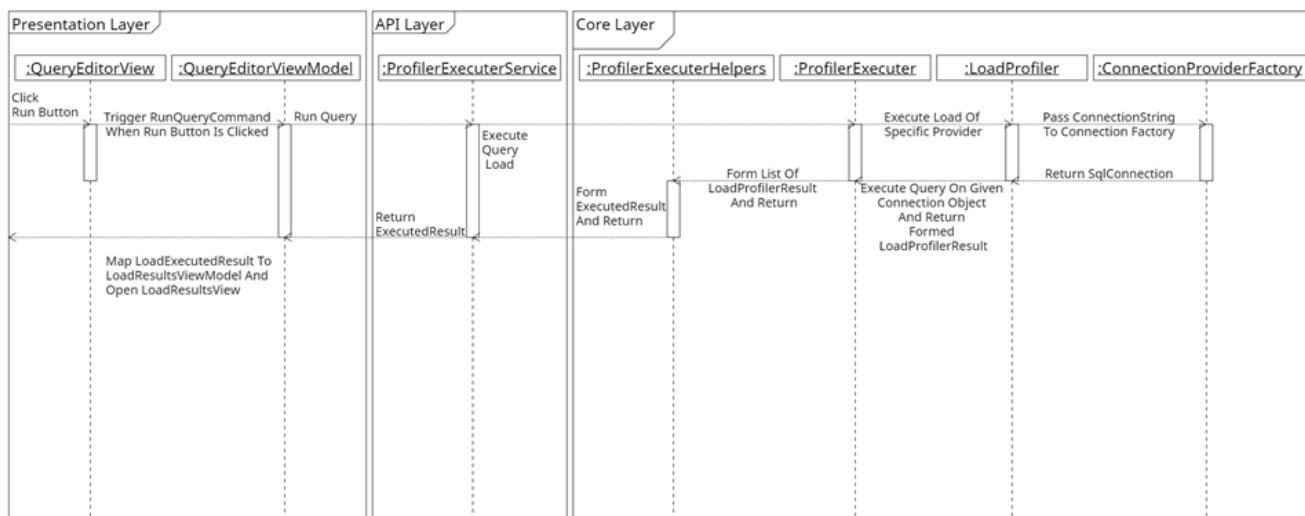 Presentation Layer
API Layer
Core Layer
:QueryEditorView
:QueryEditorViewModel
:ProfilerExecuterService
:ProfilerExecuterHelpers
:ProfilerExecuter
:LoadProfiler
:ConnectionProviderFactory
Click
Run Button
Trigger RunQueryCommand
When Run Button Is Clicked
Run Query
Execute
Query
Load
Execute Load Of
Specific Provider
Pass ConnectionString
To Connection Factory
Return SqlConnection
Execute Query On Given
Connection Object
And Return
Formed
LoadProfilerResult
Form List Of
LoadProfilerResult
And Return
Form
ExecutedResult
And Return
Return
ExecutedResult
Map LoadExecutedResult To
LoadResultsViewModel And
Open LoadResultsView